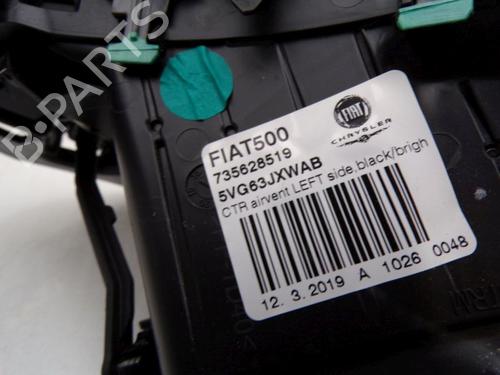 B-PARTS
FIAT
CHRYSLER
FIAT500
735628519
5VG63JXWAB
CTR airvent LEFT side.black/brigh
12. 3. 2019 A 1026 0048